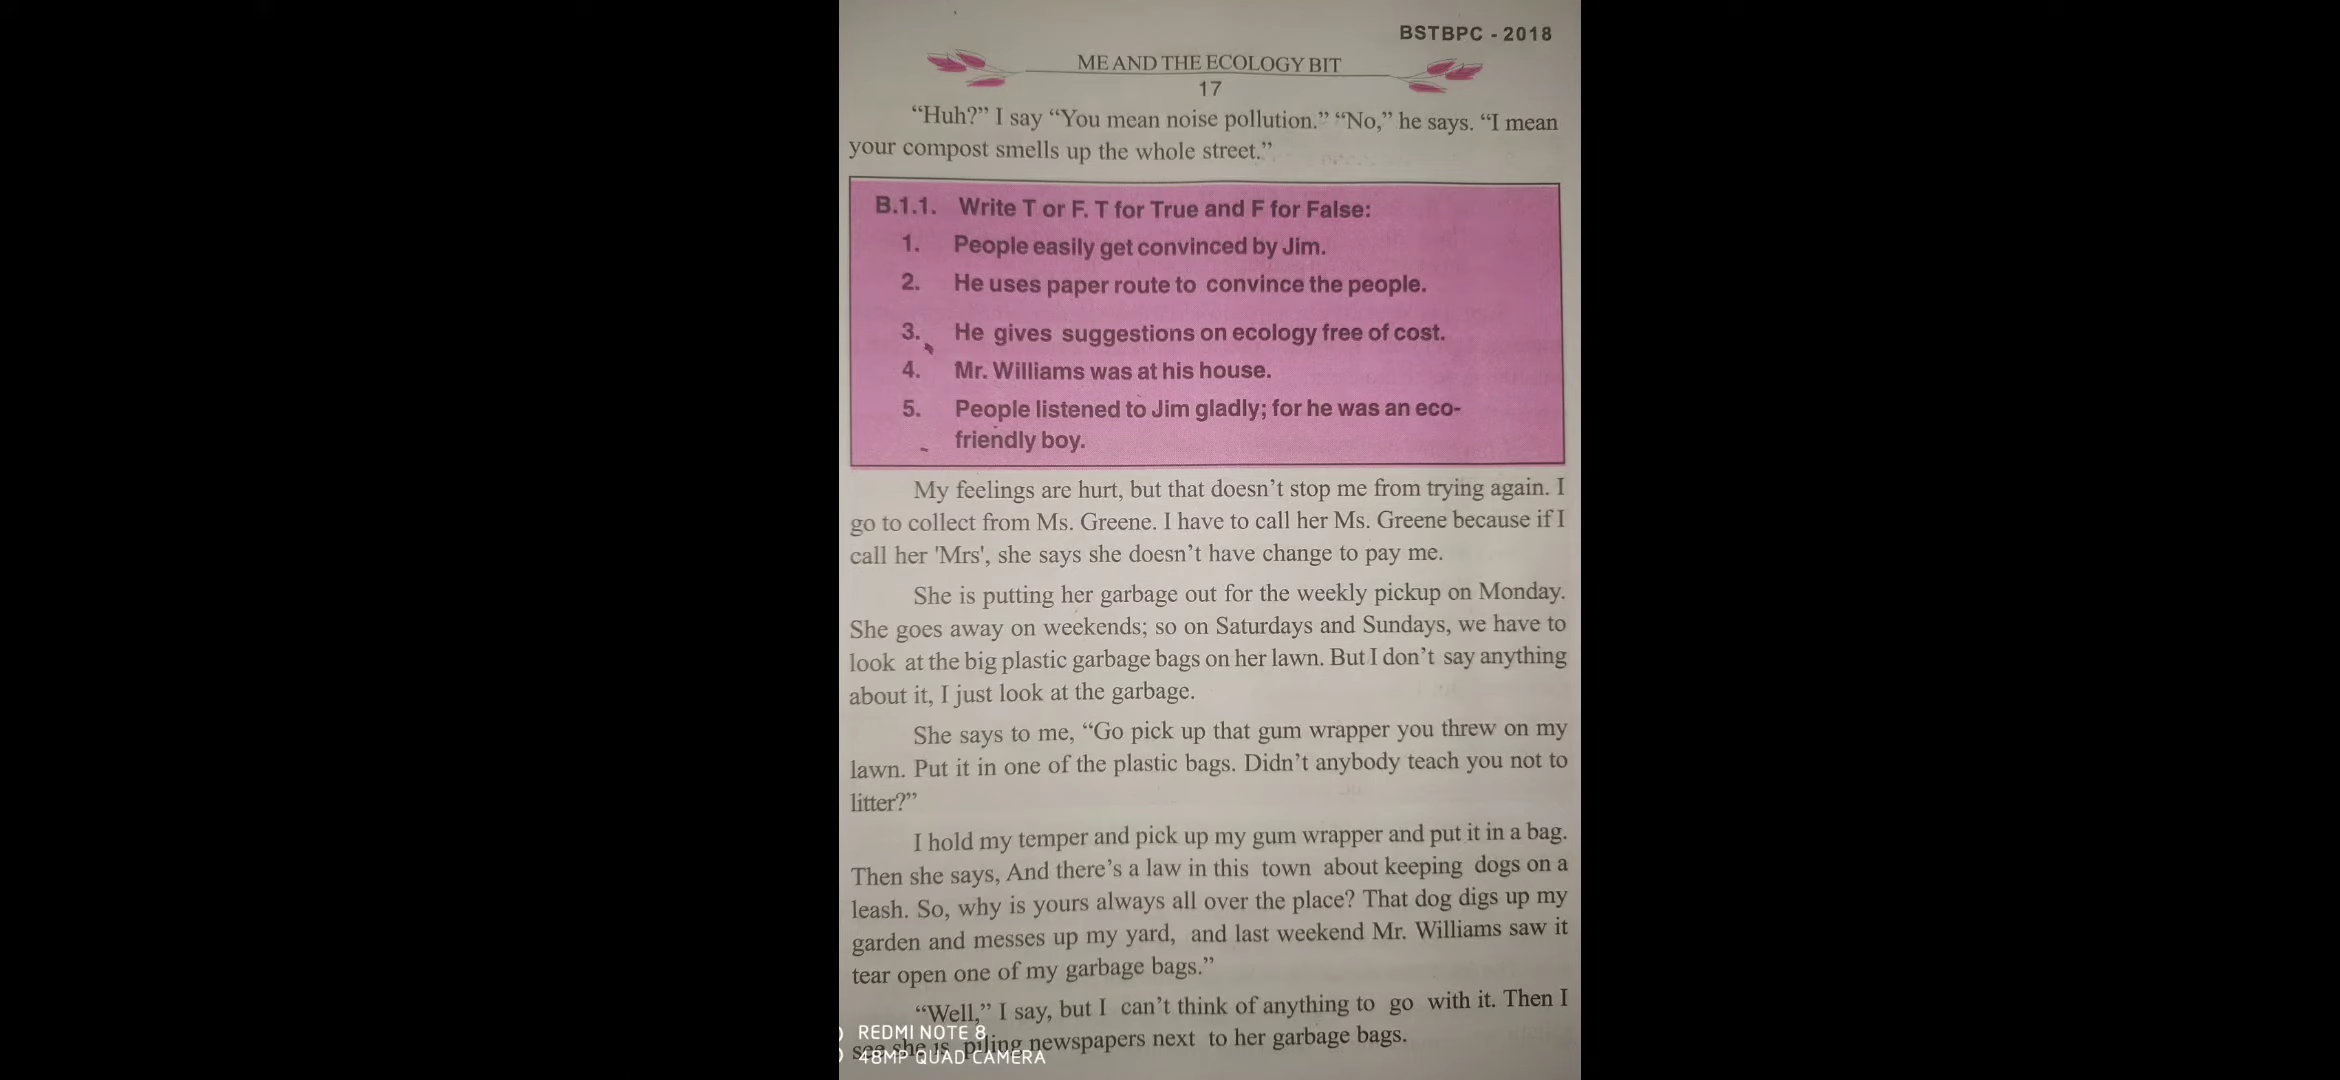 BSTBPC - 2018
ME AND THE ECOLOGY BIT
17
“Huh?” I say “You mean noise pollution.” “No,” he says. “I mean
your compost smells up the whole street.”
B.1.1. Write T or F. T for True and F for False:
1. People easily get convinced by Jim.
2. He uses paper route to convince the people.
3. He gives suggestions on ecology free of cost.
4. Mr. Williams was at his house.
5. People listened to Jim gladly; for he was an eco-
friendly boy.
My feelings are hurt, but that doesn’t stop me from trying again. I
go to collect from Ms. Greene. I have to call her Ms. Greene because if I
call her 'Mrs', she says she doesn’t have change to pay me.
She is putting her garbage out for the weekly pickup on Monday.
She goes away on weekends; so on Saturdays and Sundays, we have to
look at the big plastic garbage bags on her lawn. But I don’t say anything
about it, I just look at the garbage.
She says to me, “Go pick up that gum wrapper you threw on my
lawn. Put it in one of the plastic bags. Didn’t anybody teach you not to
litter?”
I hold my temper and pick up my gum wrapper and put it in a bag.
Then she says, And there’s a law in this town about keeping dogs on a
leash. So, why is yours always all over the place? That dog digs up my
garden and messes up my yard, and last weekend Mr. Williams saw it
tear open one of my garbage bags.”
“Well,” I say, but I can’t think of anything to go with it. Then I
see she is piling newspapers next to her garbage bags.
REDMI NOTE 8
48MP QUAD CAMERA